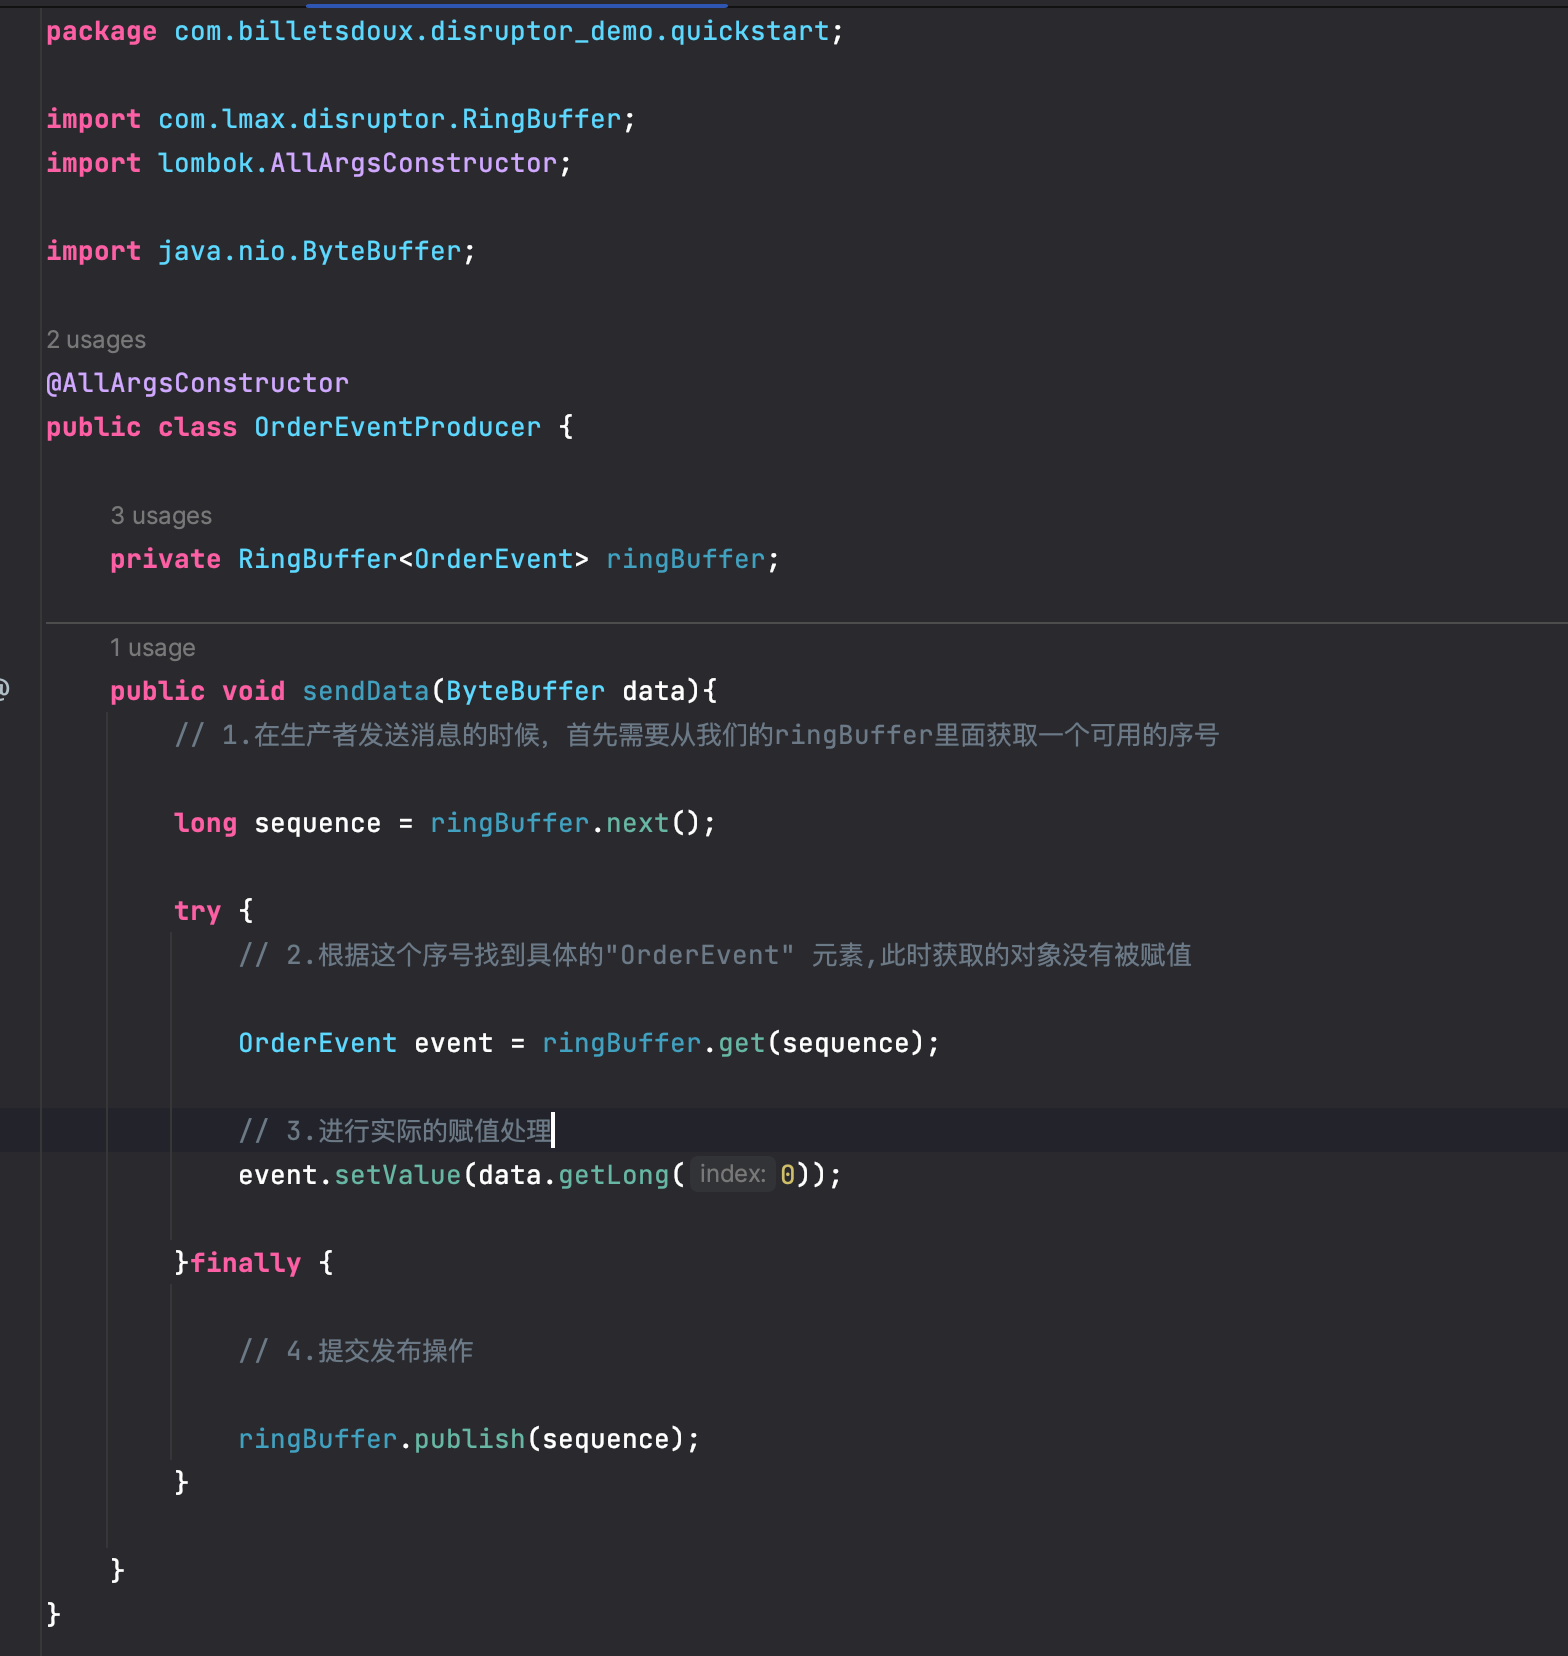 package com.billetsdoux.disruptor_demo.quickstart;
import com.lmax.disruptor.RingBuffer;
import lombok.AllArgsConstructor;
import java.nio.ByteBuffer;
2 usages
@AllArgsConstructor
public class OrderEventProducer {
3 usages
private RingBuffer<OrderEvent> ringBuffer;
1 usage
@
public void sendData(ByteBuffer data){
// 1.在生产者发送消息的时候，首先需要从我们的ringBuffer里面获取一个可用的序号
long sequence = ringBuffer.next();
try {
// 2.根据这个序号找到具体的"OrderEvent" 元素,此时获取的对象没有被赋值
OrderEvent event = ringBuffer.get(sequence);
// 3.进行实际的赋值处理
event.setValue(data.getLong( index: 0));
}finally {
// 4.提交发布操作
ringBuffer.publish(sequence);
}
}
}